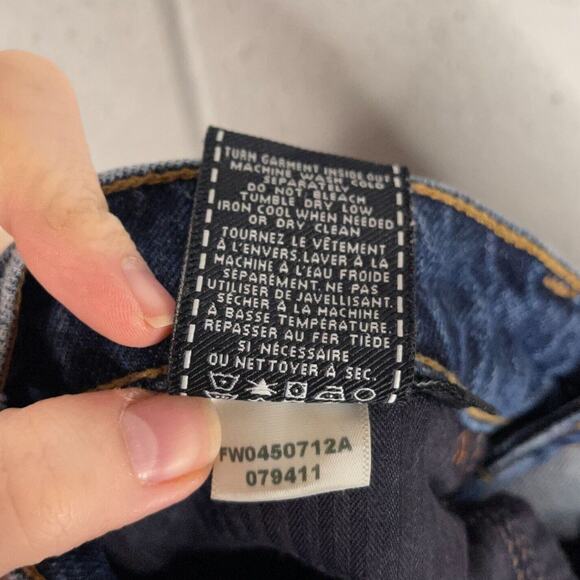 TURN GARMENT INSIDE OUT
MACHINE WASH COLD
SEPARATELY
DO NOT BLEACH
TUMBLE DRY LOW
IRON COOL WHEN NEEDED
OR DRY CLEAN
TOURNEZ LE VÊTEMENT
À L'ENVERS.LAVER À LA
MACHINE À L'EAU FROIDE
SÉPARÉMENT. NE PAS
UTILISER DE JAVELLISANT.
SÉCHER À LA MACHINE
À BASSE TEMPÉRATURE.
REPASSER AU FER TIÈDE
SI NÉCESSAIRE
OU NETTOYER À SEC.
FW0450712A
079411